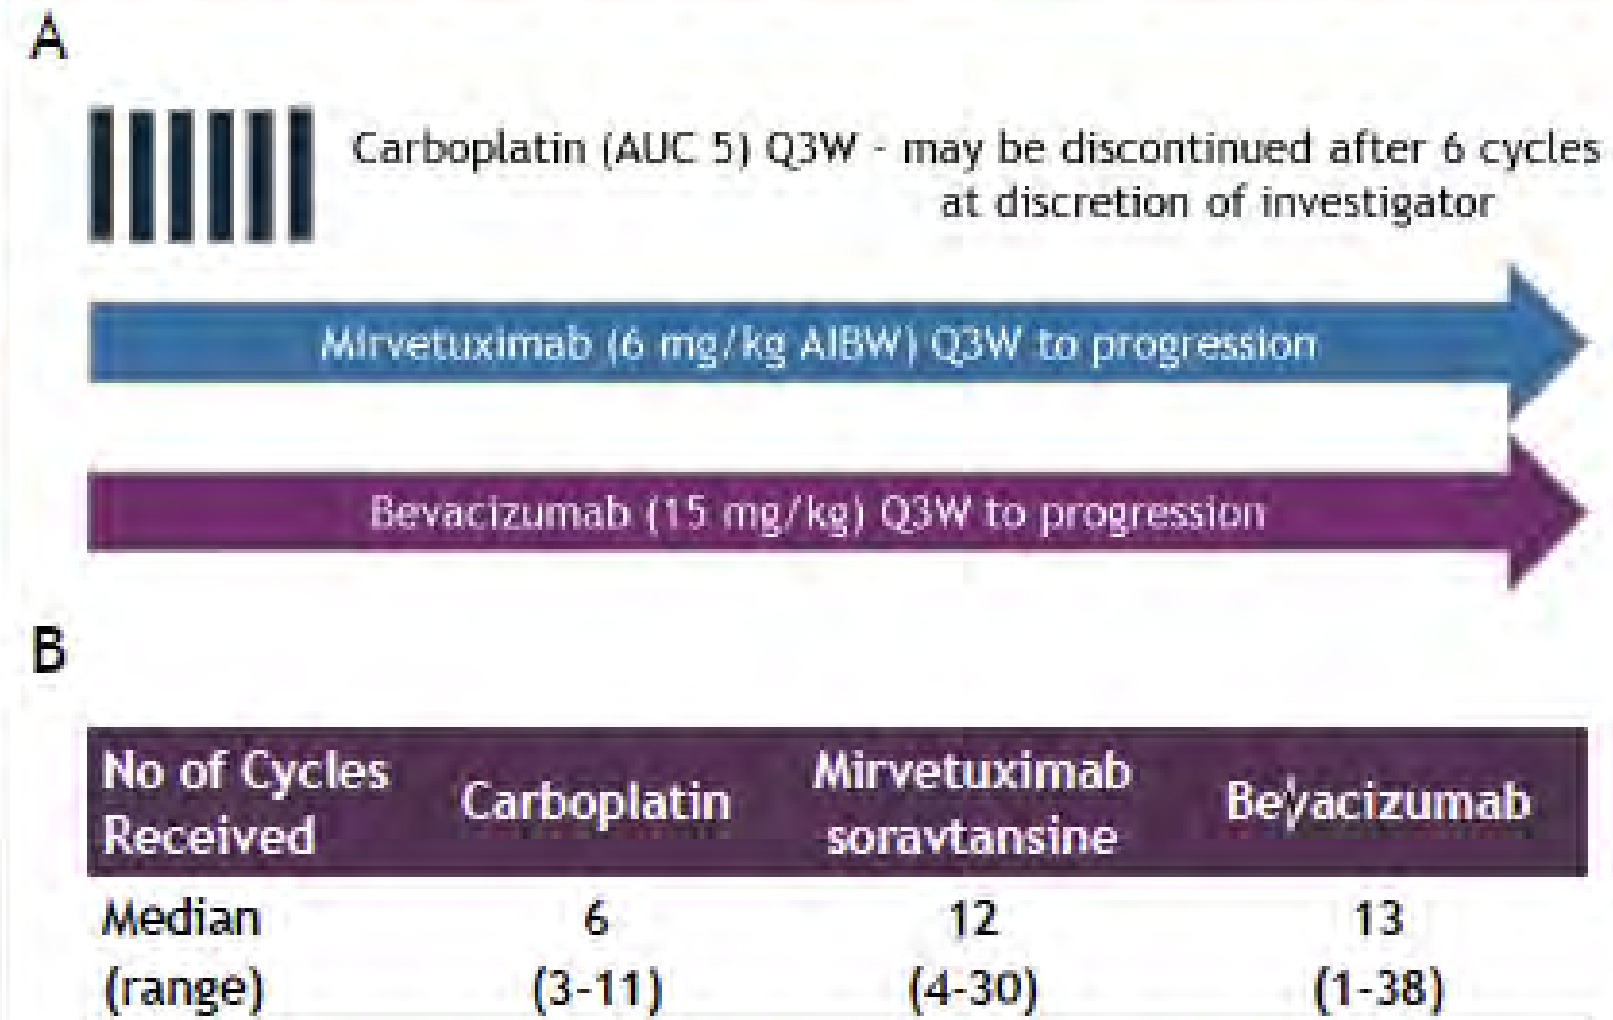 A
Carboplatin (AUC 5) Q3W - may be discontinued after 6 cycles
at discretion of investigator
Mirvetuximab (6 mg/kg AIBW) Q3W to progression
Bevacizumab (15 mg/kg) Q3W to progression
B
No of Cycles Received Carboplatin Mirvetuximab soravtansine Bevacizumab
Median 6 12 13
(range) (3-11) (4-30) (1-38)